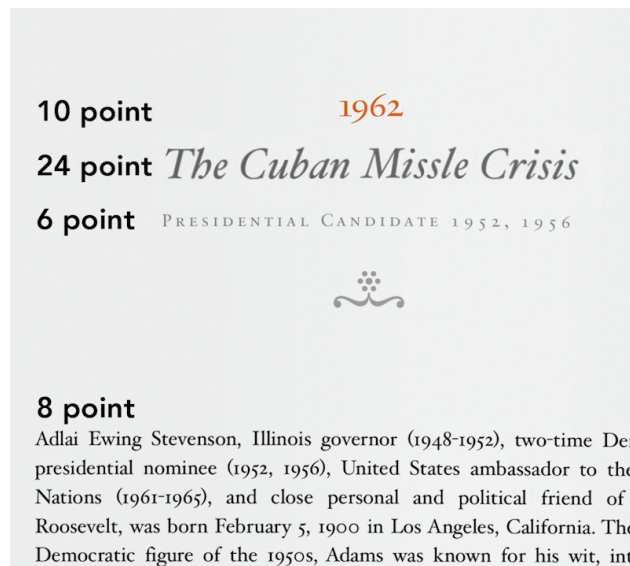 10 point 1962
24 point The Cuban Missle Crisis
6 point Presidential Candidate 1952, 1956
8 point
Adlai Ewing Stevenson, Illinois governor (1948-1952), two-time
presidential nominee (1952, 1956), United States ambassador to the
Nations (1961-1965), and close personal and political friend of
Roosevelt, was born February 5, 1900 in Los Angeles, California.
Democratic figure of the 1950s, Adams was known for his wit,